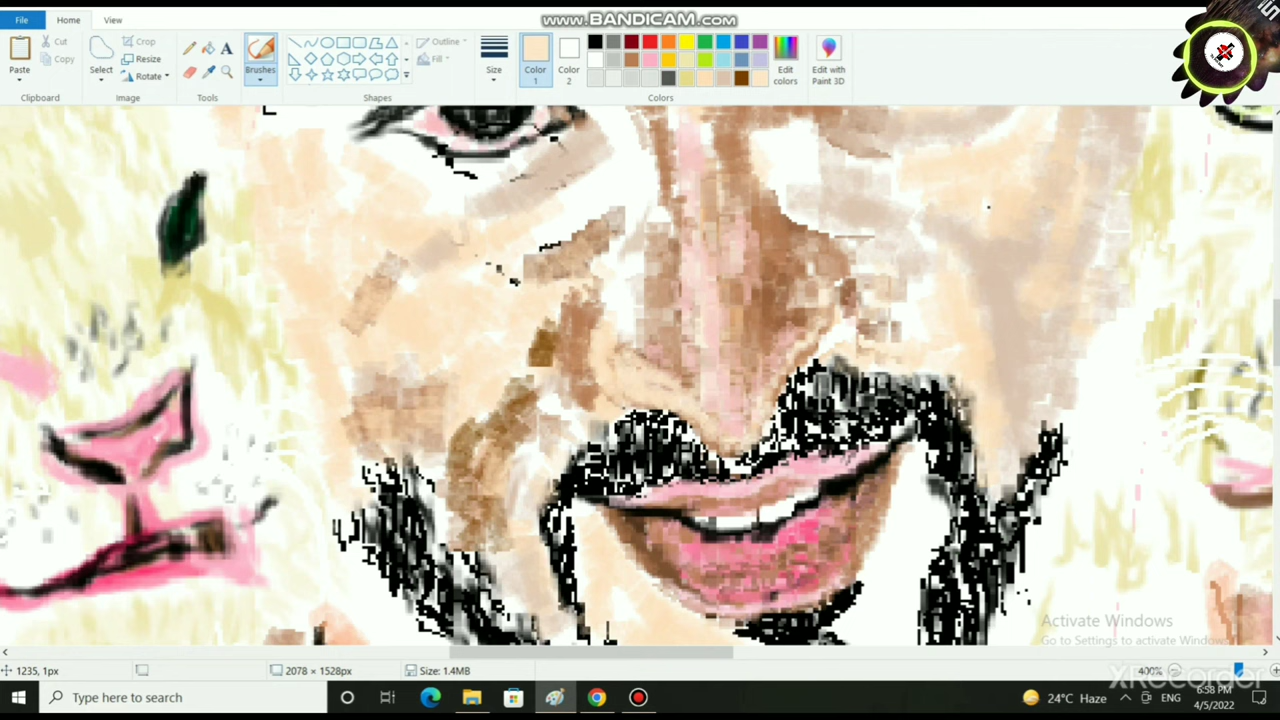 www.BANDICAM.com
File
Home
View
Paste
Cut
Copy
Clipboard
Select
Crop
Resize
Rotate
Image
A
Tools
Brushes
Outline
Fill
Shapes
Size
Color
1
Color
2
Edit
colors
Colors
Edit with
Paint 3D
Activate Windows
Go to Settings to activate Windows.
XRecorder
1235, 1px
2078 × 1528px
Size: 1.4MB
400%
Type here to search
24°C Haze
ENG
6:58 PM
4/5/2022